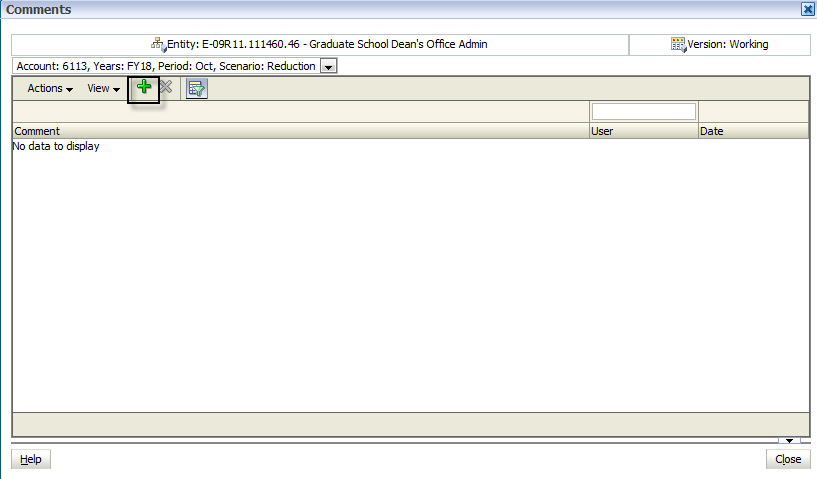 Comments
Entity: E-09R11.111460.46 - Graduate School Dean's Office Admin
Version: Working
Account: 6113, Years: FY18, Period: Oct, Scenario: Reduction
Actions View
Comment User Date
No data to display
Help Close